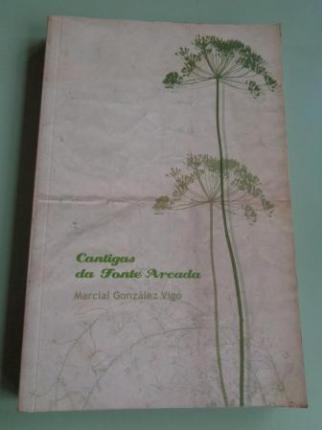 Cantigas
da Fonte Arcada
Marcial González Vigo